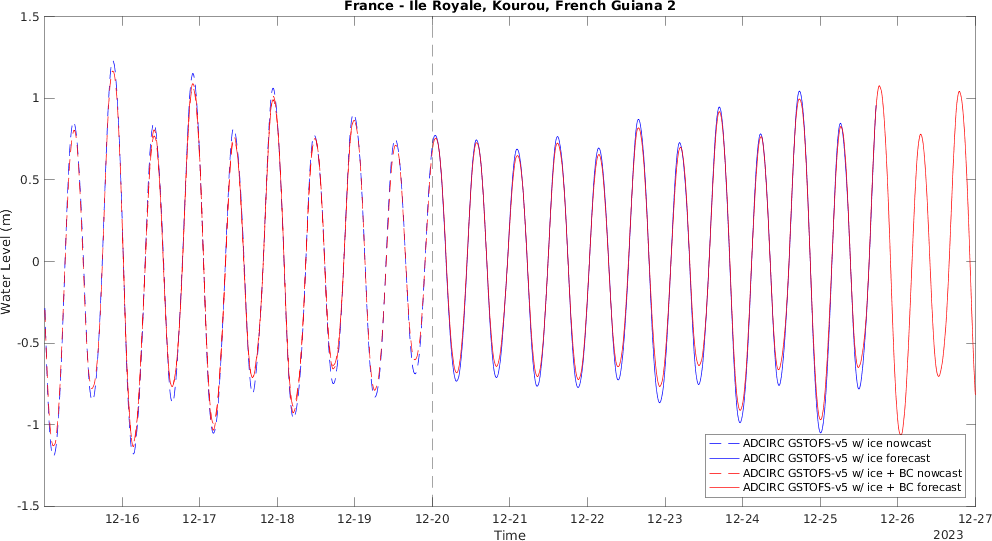 France - Ile Royale, Kourou, French Guiana 2
Water Level (m)
1.5
1
0.5
0
-0.5
-1
-1.5
12-16
12-17
12-18
12-19
12-20
12-21
12-22
12-23
12-24
12-25
12-26
12-27
Time
2023
ADCIRC GSTOFS-v5 w/ ice nowcast
ADCIRC GSTOFS-v5 w/ ice forecast
ADCIRC GSTOFS-v5 w/ ice + BC nowcast
ADCIRC GSTOFS-v5 w/ ice + BC forecast